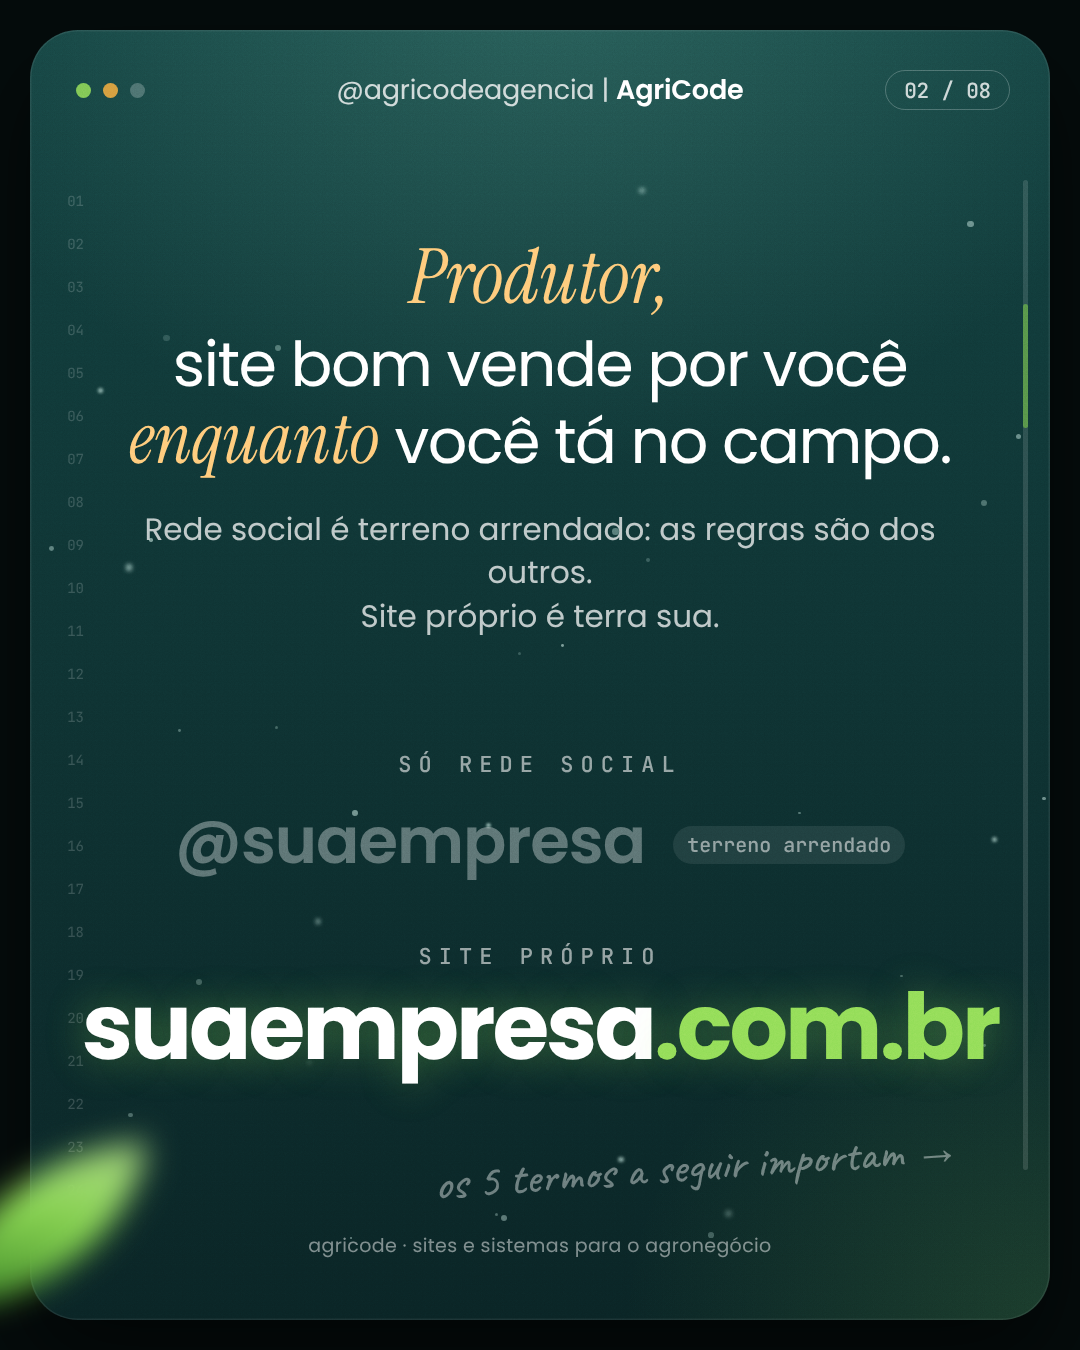 @agricodeagencia | AgriCode
02 / 08
01
02
03
04
05
06
07
08
09
10
11
12
13
14
15
16
17
18
19
20
21
22
23
Produtor,
site bom vende por você
enquanto você tá no campo.
Rede social é terreno arrendado: as regras são dos
outros.
Site próprio é terra sua.
SÓ REDE SOCIAL
@suaempresa terreno arrendado
SITE PRÓPRIO
suaempresa.com.br
os 5 termos a seguir importam →
agricode · sites e sistemas para o agronegócio